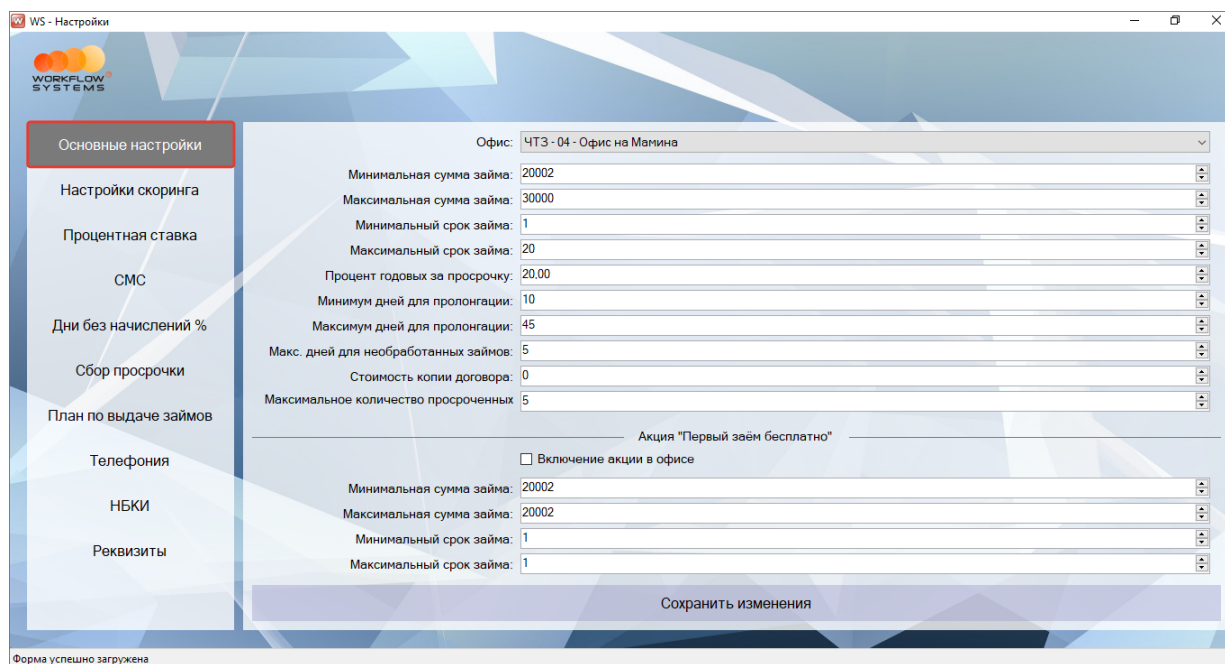 WS - Настройки
WORKFLOW
SYSTEMS
Основные настройки
Настройки скоринга
Процентная ставка
СМС
Дни без начислений %
Сбор просрочки
План по выдаче займов
Телефония
НБКИ
Реквизиты
Офис: ЧТЗ - 04 - Офис на Мамина
Минимальная сумма займа: 20002
Максимальная сумма займа: 30000
Минимальный срок займа: 1
Максимальный срок займа: 20
Процент годовых за просрочку: 20,00
Минимум дней для пролонгации: 10
Максимум дней для пролонгации: 45
Макс. дней для необработанных займов: 5
Стоимость копии договора: 0
Максимальное количество просроченных 5
Акция "Первый заём бесплатно"
Включение акции в офисе
Минимальная сумма займа: 20002
Максимальная сумма займа: 20002
Минимальный срок займа: 1
Максимальный срок займа: 1
Сохранить изменения
Форма успешно загружена